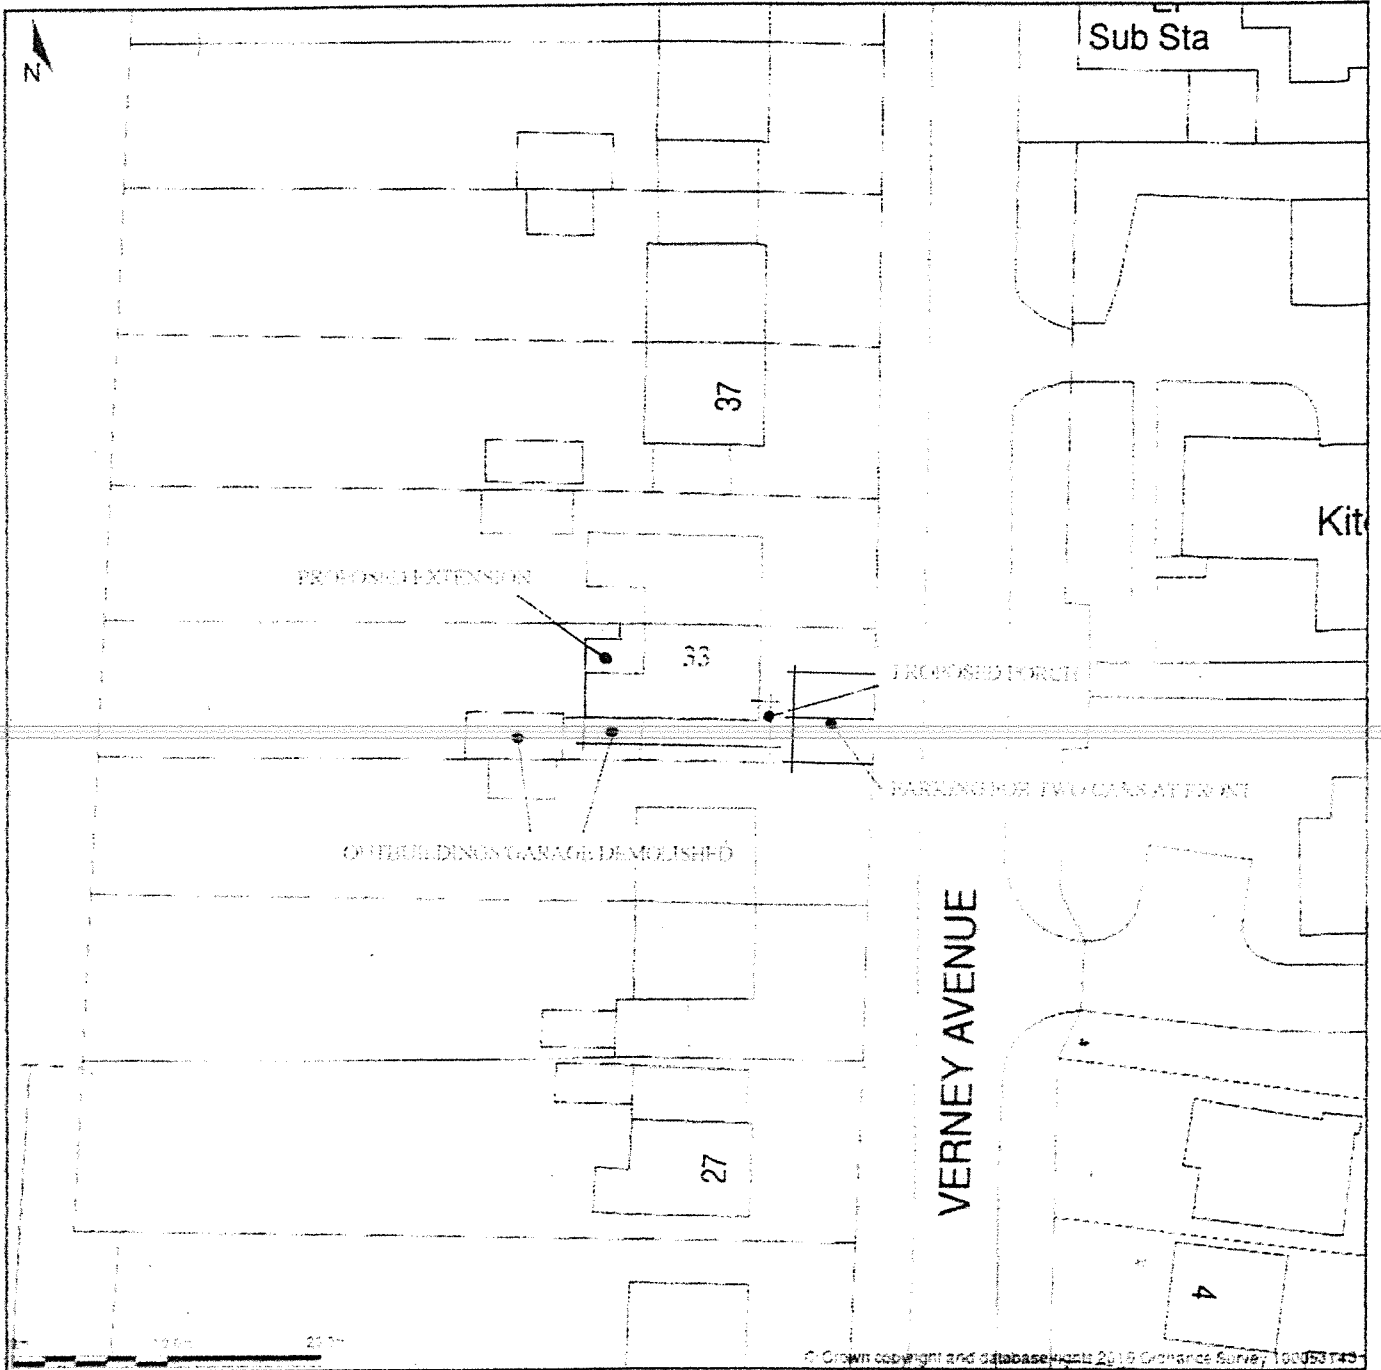 N
Sub Sta
37
Kit
PROPOSED EXTENSION
33
PROPOSED PORCH
PARKING FOR TWO CARS AT FRONT
OUTBUILDINGS GARAGE DEMOLISHED
VERNEY AVENUE
27
4
© Crown copyright and database rights 2016 Ordnance Survey